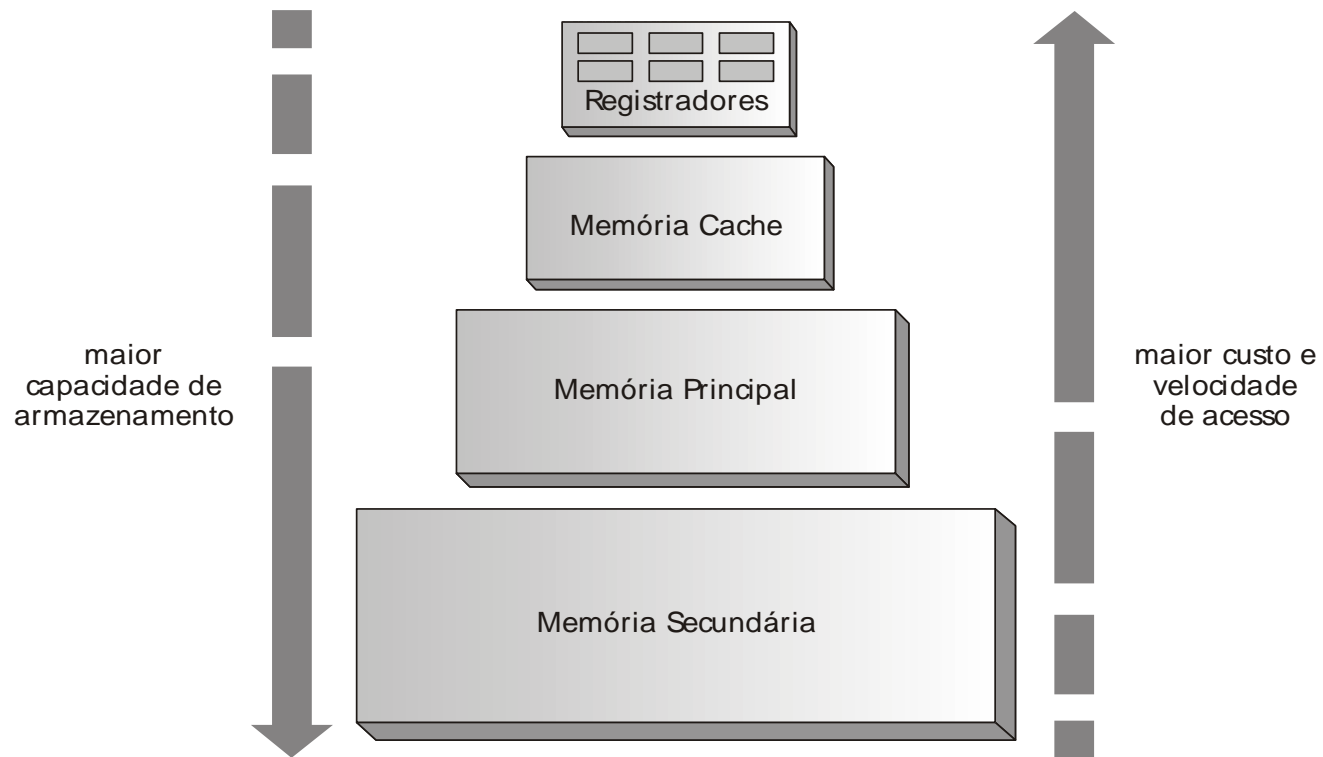 Registradores
Memória Cache
maior
capacidade de
armazenamento
Memória Principal
maior custo e
velocidade
de acesso
Memória Secundária